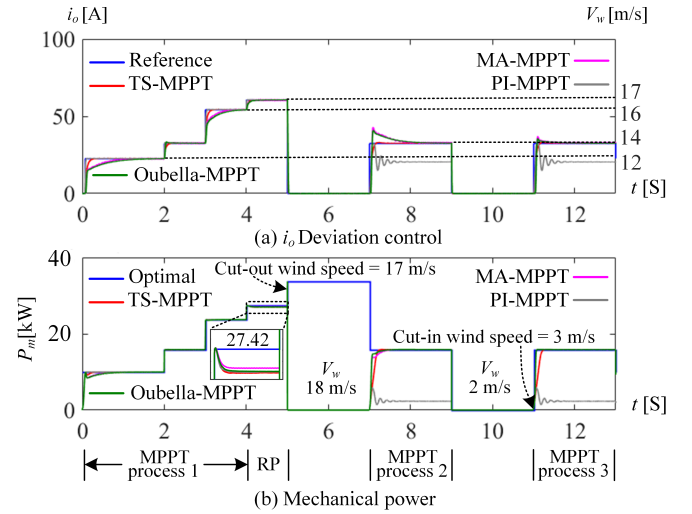 i_o [A]
V_w [m/s]
100
50
0
Reference
TS-MPPT
MA-MPPT
PI-MPPT
Oubella-MPPT
17
16
14
12
0 2 4 6 8 10 12
t [S]
(a) i_o Deviation control
P_m[kW]
40
20
0
Optimal
TS-MPPT
Cut-out wind speed = 17 m/s
MA-MPPT
PI-MPPT
27.42
Cut-in wind speed = 3 m/s
Oubella-MPPT
V_w
18 m/s
V_w
2 m/s
t [S]
0 2 4 6 8 10 12
MPPT
process 1
RP
MPPT
process 2
MPPT
process 3
(b) Mechanical power